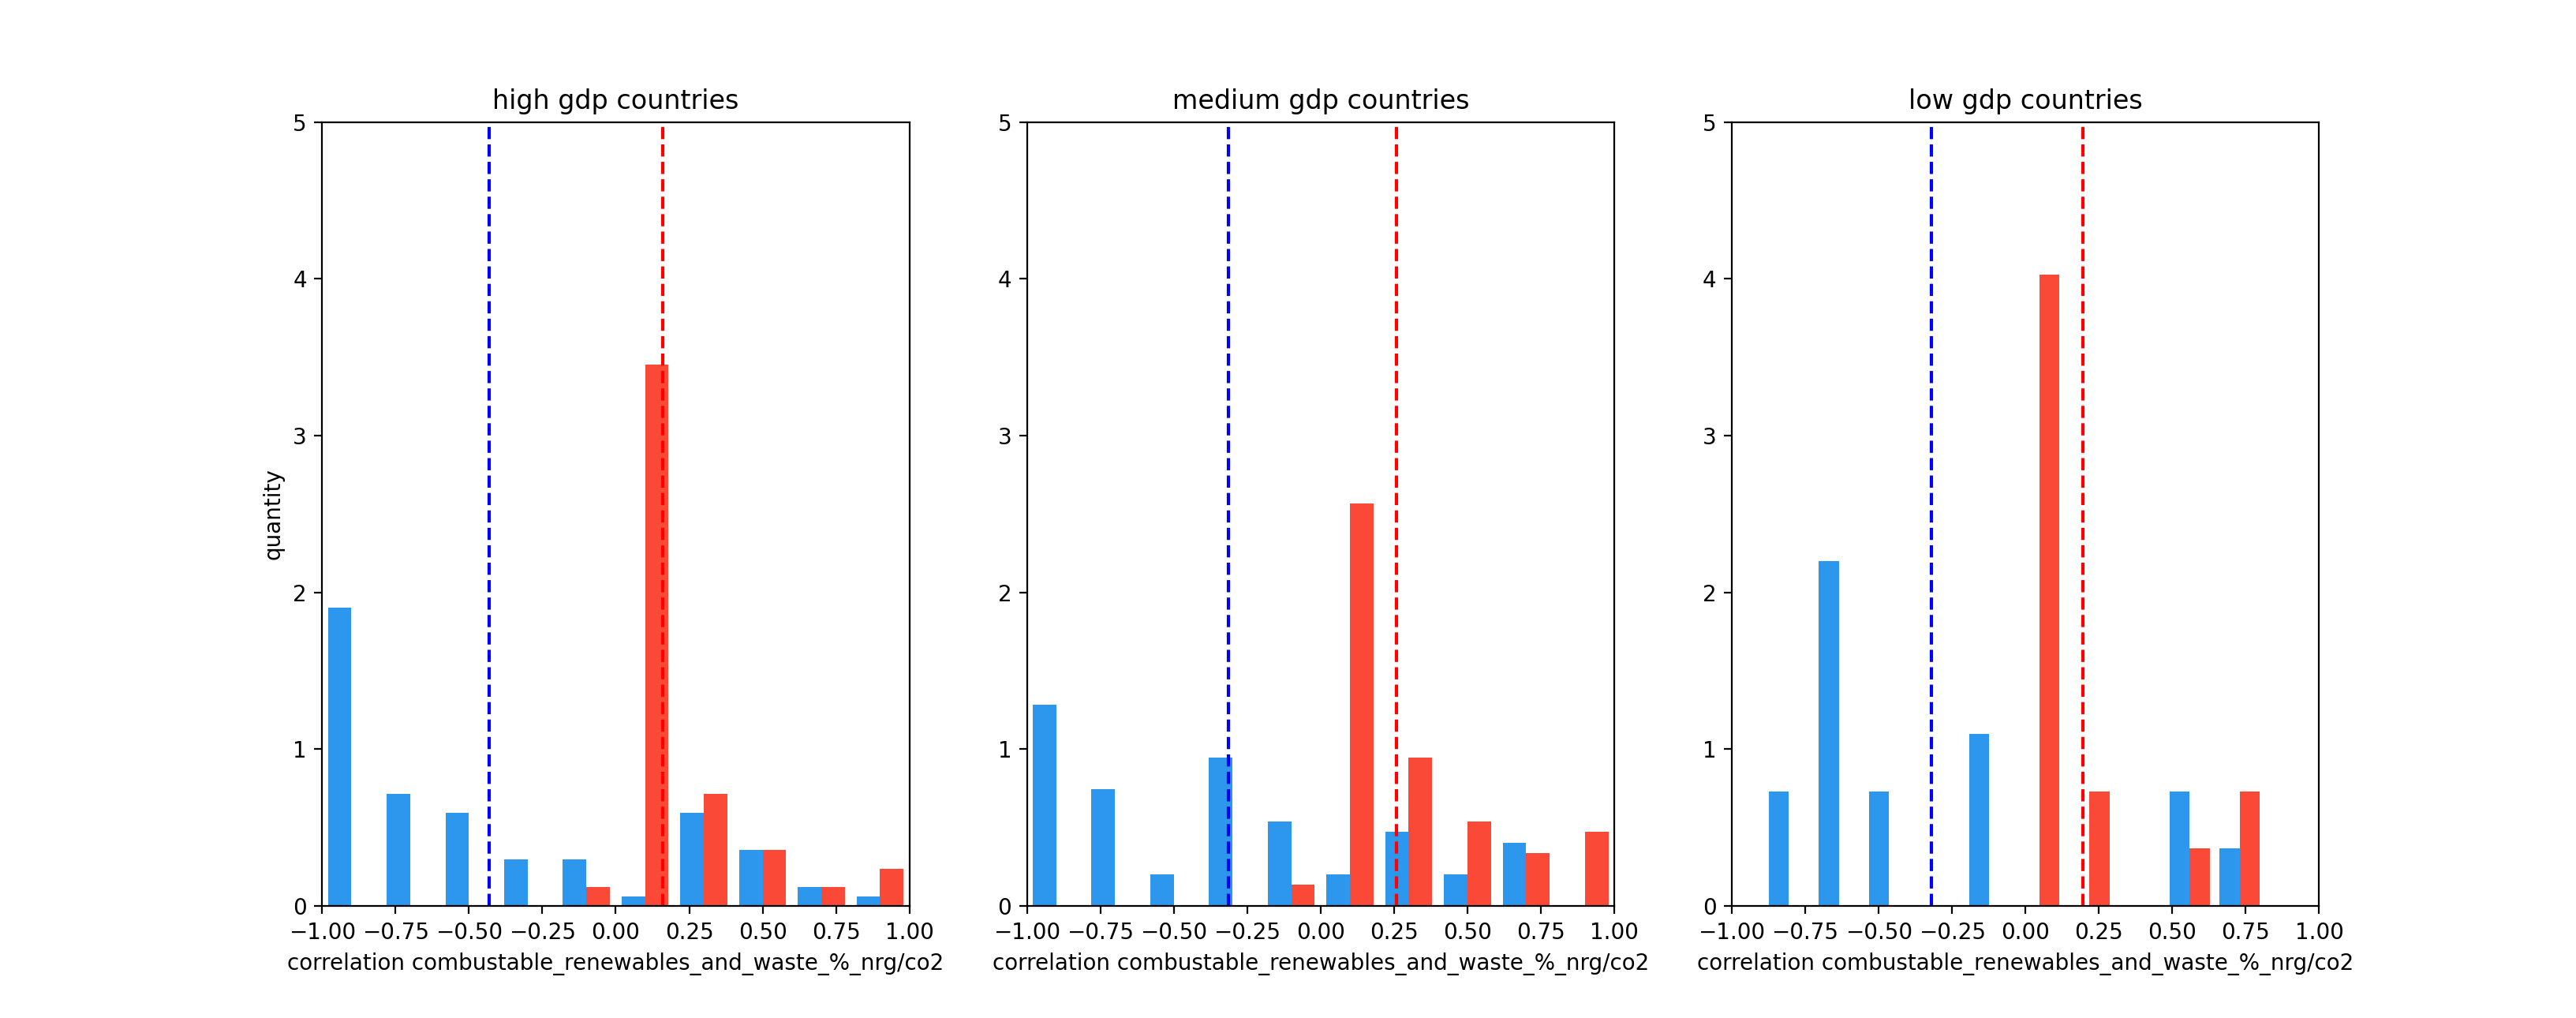 high gdp countries
medium gdp countries
low gdp countries
5
4
3
2
1
0
quantity
−1.00 −0.75 −0.50 −0.25 0.00 0.25 0.50 0.75 1.00
correlation combustable_renewables_and_waste_%_nrg/co2
5
4
3
2
1
0
−1.00 −0.75 −0.50 −0.25 0.00 0.25 0.50 0.75 1.00
correlation combustable_renewables_and_waste_%_nrg/co2
5
4
3
2
1
0
−1.00 −0.75 −0.50 −0.25 0.00 0.25 0.50 0.75 1.00
correlation combustable_renewables_and_waste_%_nrg/co2